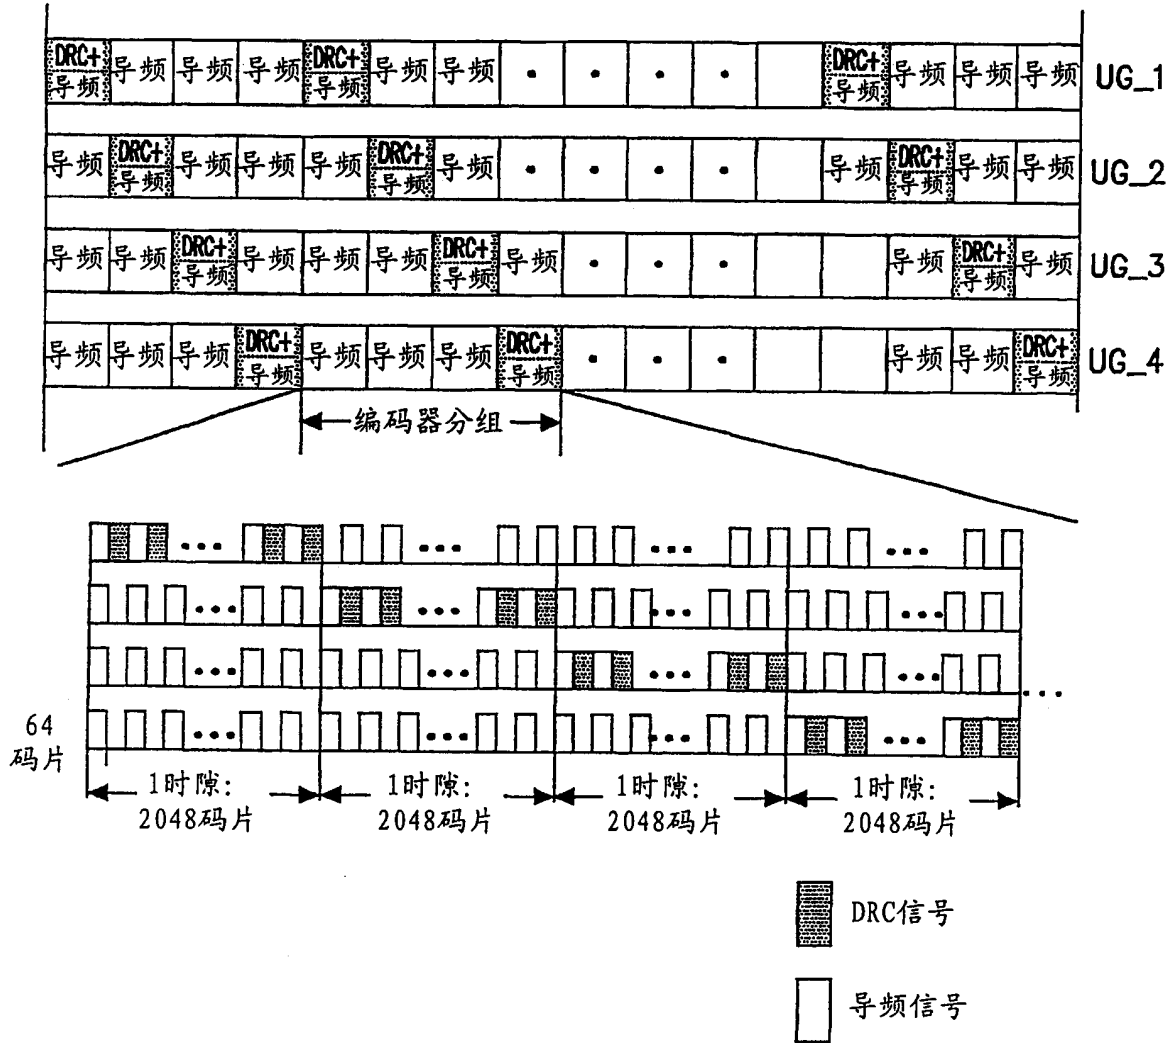 DRC+ 导频 导频 导频 导频 DRC+ 导频 导频 导频 DRC+ 导频 导频 导频 导频 UG_1
导频 DRC+ 导频 导频 导频 导频 DRC+ 导频 导频 导频 DRC+ 导频 导频 导频 UG_2
导频 导频 DRC+ 导频 导频 导频 导频 DRC+ 导频 导频 导频 DRC+ 导频 导频 UG_3
导频 导频 导频 DRC+ 导频 导频 导频 导频 DRC+ 导频 导频 导频 DRC+ 导频 UG_4
编码器分组
64
码片
1时隙: 1时隙: 1时隙: 1时隙:
2048码片 2048码片 2048码片 2048码片
DRC信号
导频信号